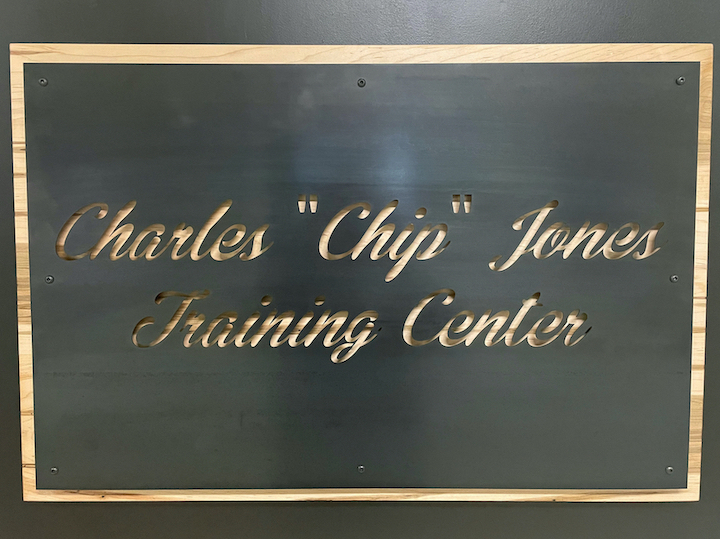 Charles "Chip" Jones
Training Center